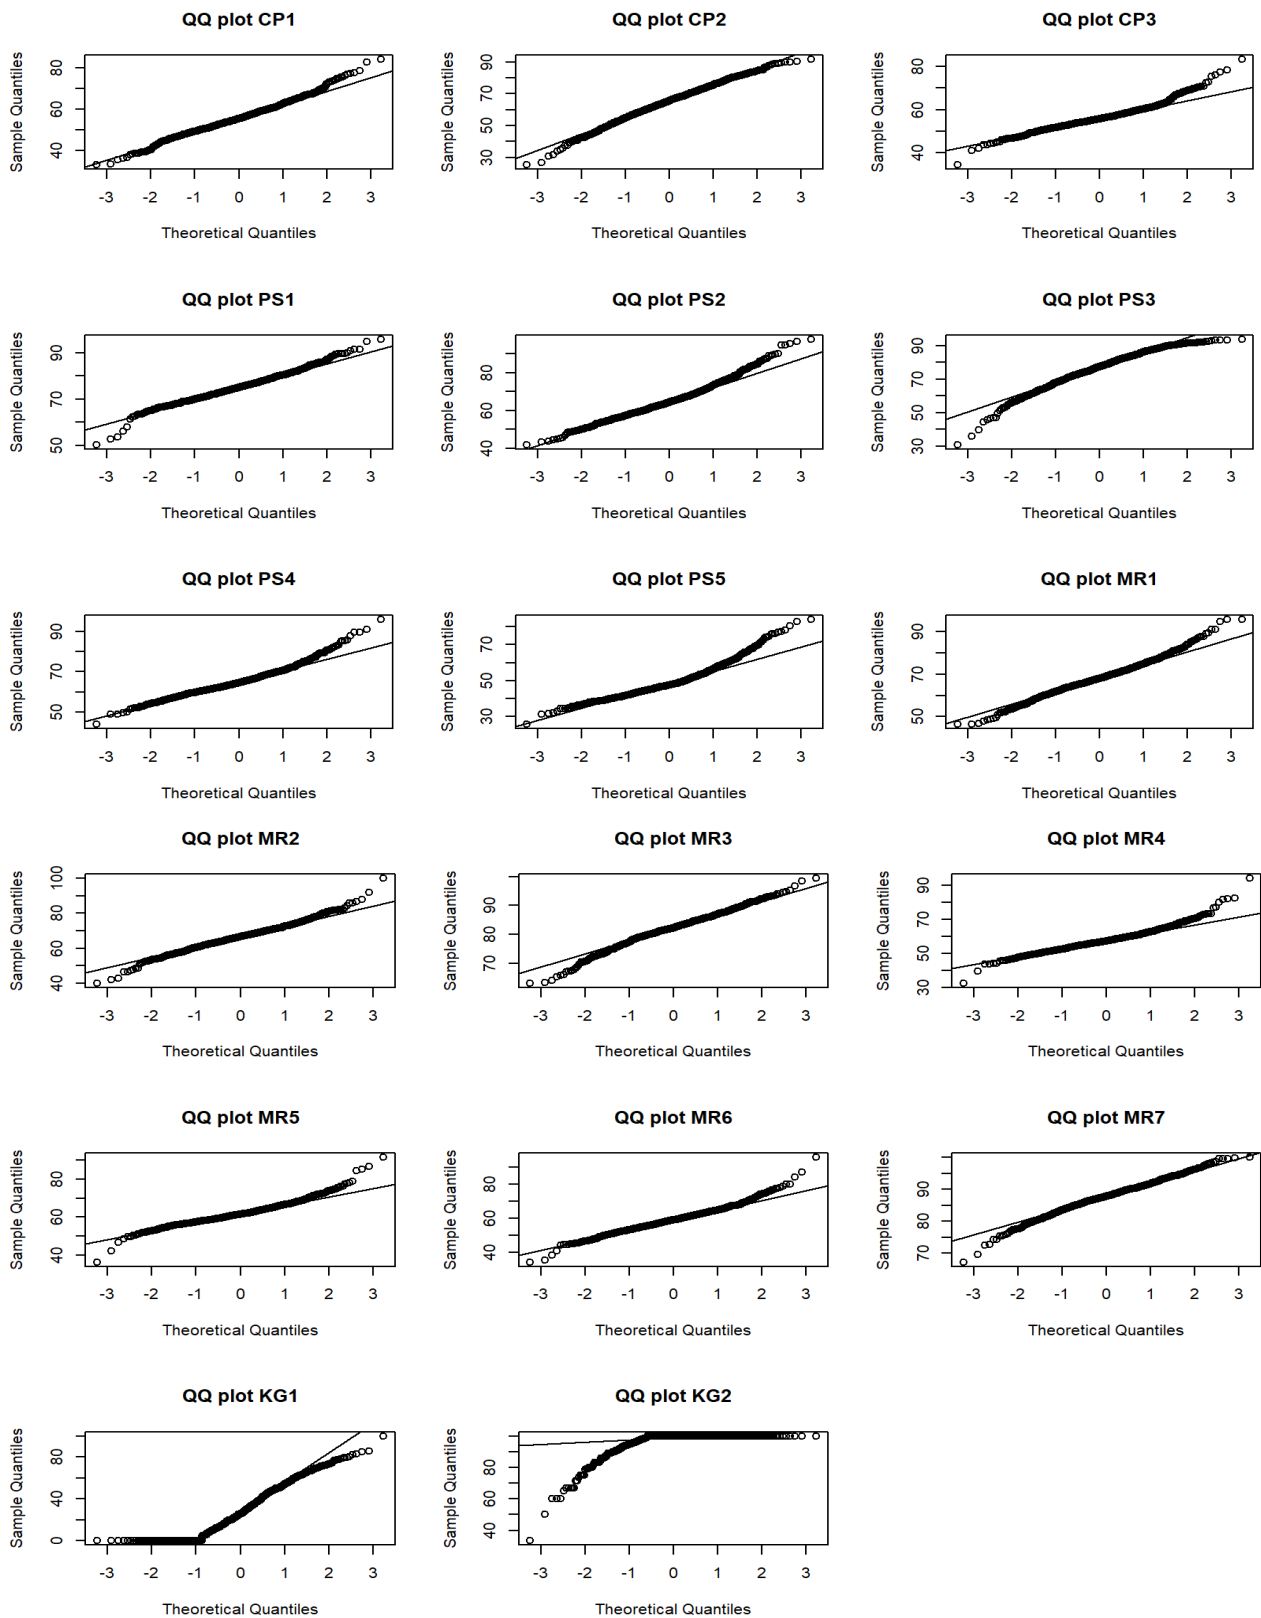 QQ plot CP1
Sample Quantiles
40 60 80
-3 -2 -1 0 1 2 3
Theoretical Quantiles
QQ plot CP2
Sample Quantiles
30 50 70 90
-3 -2 -1 0 1 2 3
Theoretical Quantiles
QQ plot CP3
Sample Quantiles
40 60 80
-3 -2 -1 0 1 2 3
Theoretical Quantiles
QQ plot PS1
Sample Quantiles
50 70 90
-3 -2 -1 0 1 2 3
Theoretical Quantiles
QQ plot PS2
Sample Quantiles
40 60 80
-3 -2 -1 0 1 2 3
Theoretical Quantiles
QQ plot PS3
Sample Quantiles
30 50 70 90
-3 -2 -1 0 1 2 3
Theoretical Quantiles
QQ plot PS4
Sample Quantiles
50 70 90
-3 -2 -1 0 1 2 3
Theoretical Quantiles
QQ plot PS5
Sample Quantiles
30 50 70
-3 -2 -1 0 1 2 3
Theoretical Quantiles
QQ plot MR1
Sample Quantiles
50 70 90
-3 -2 -1 0 1 2 3
Theoretical Quantiles
QQ plot MR2
Sample Quantiles
40 60 80 100
-3 -2 -1 0 1 2 3
Theoretical Quantiles
QQ plot MR3
Sample Quantiles
70 80 90
-3 -2 -1 0 1 2 3
Theoretical Quantiles
QQ plot MR4
Sample Quantiles
30 50 70 90
-3 -2 -1 0 1 2 3
Theoretical Quantiles
QQ plot MR5
Sample Quantiles
40 60 80
-3 -2 -1 0 1 2 3
Theoretical Quantiles
QQ plot MR6
Sample Quantiles
40 60 80
-3 -2 -1 0 1 2 3
Theoretical Quantiles
QQ plot MR7
Sample Quantiles
70 80 90
-3 -2 -1 0 1 2 3
Theoretical Quantiles
QQ plot KG1
Sample Quantiles
0 40 80
-3 -2 -1 0 1 2 3
Theoretical Quantiles
QQ plot KG2
Sample Quantiles
40 60 80
-3 -2 -1 0 1 2 3
Theoretical Quantiles